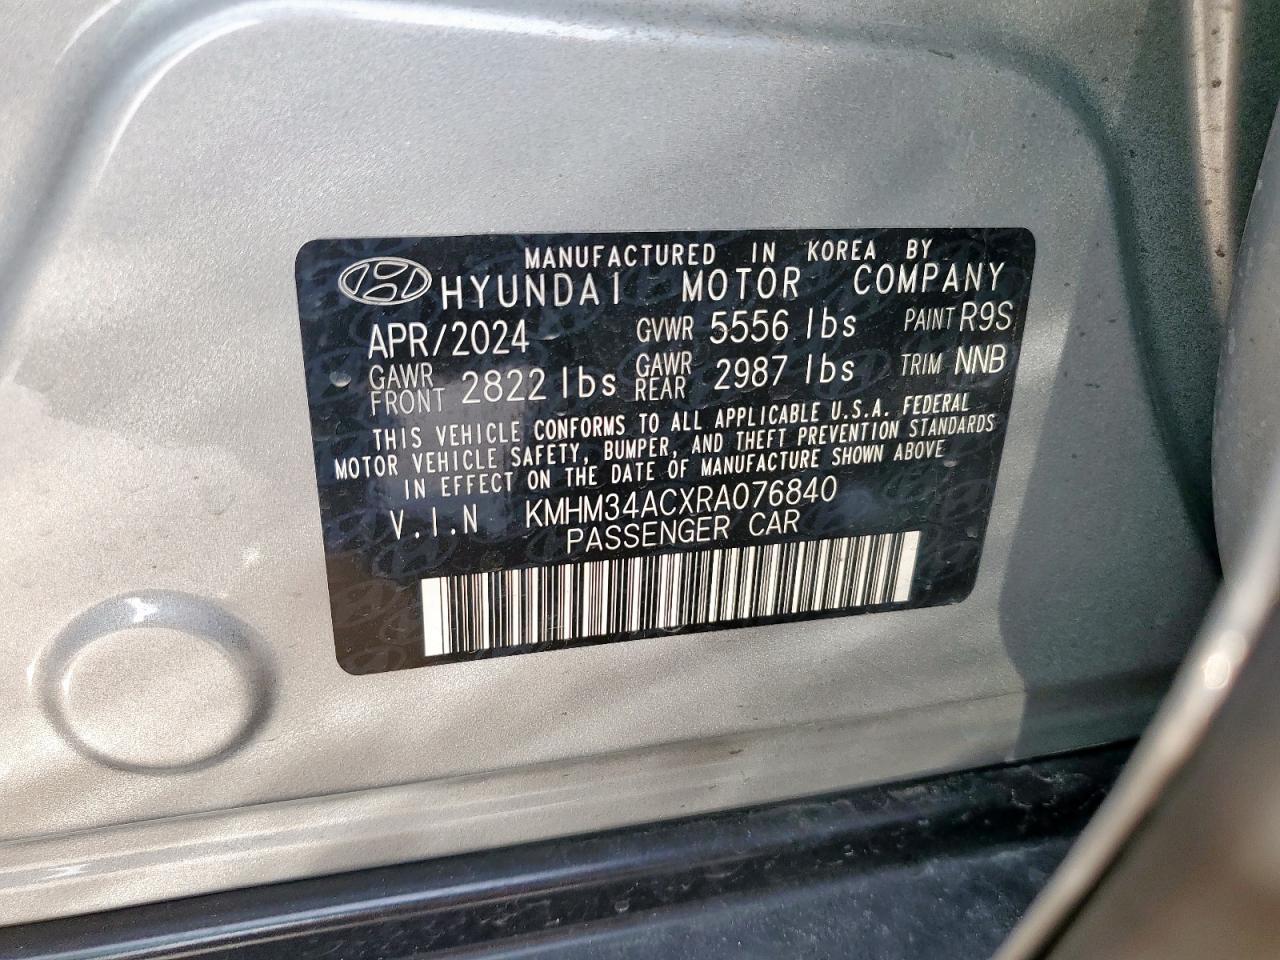 MANUFACTURED IN KOREA BY
HYUNDAI MOTOR COMPANY
APR/2024 GVWR 5556 lbs PAINT R9S
GAWR FRONT 2822 lbs GAWR REAR 2987 lbs TRIM NNB
THIS VEHICLE CONFORMS TO ALL APPLICABLE U.S.A. FEDERAL
MOTOR VEHICLE SAFETY, BUMPER, AND THEFT PREVENTION STANDARDS
IN EFFECT ON THE DATE OF MANUFACTURE SHOWN ABOVE
V.I.N KMHM34ACXRA076840
PASSENGER CAR